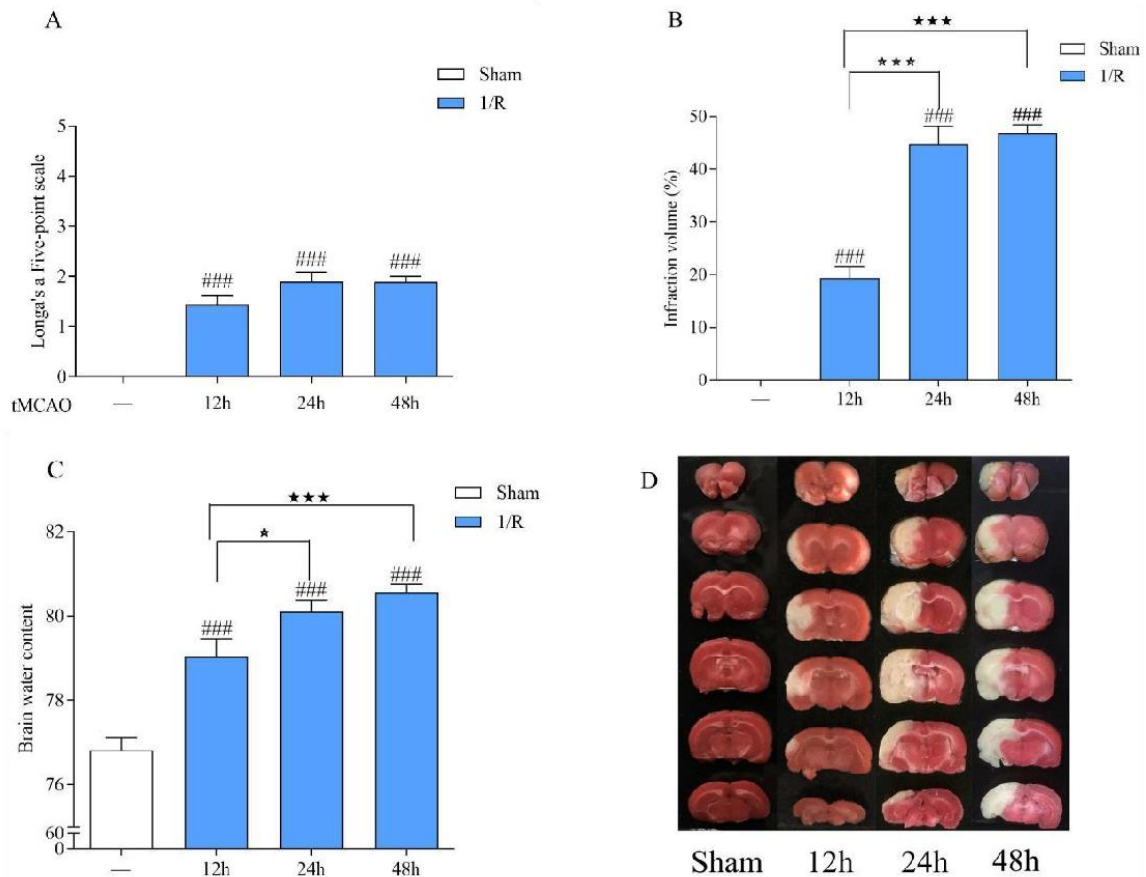 A
Sham
1/R
Longa's a Five-point scale
5
4
3
2
1
0
###
###
###
tMCAO
—
12h
24h
48h
B
Sham
1/R
★★★
★★★
Infraction volume (%)
50
40
30
20
10
0
###
###
###
—
12h
24h
48h
C
Sham
1/R
★★★
★
Brain water content
82
80
78
76
60
0
###
###
###
—
12h
24h
48h
D
Sham
12h
24h
48h